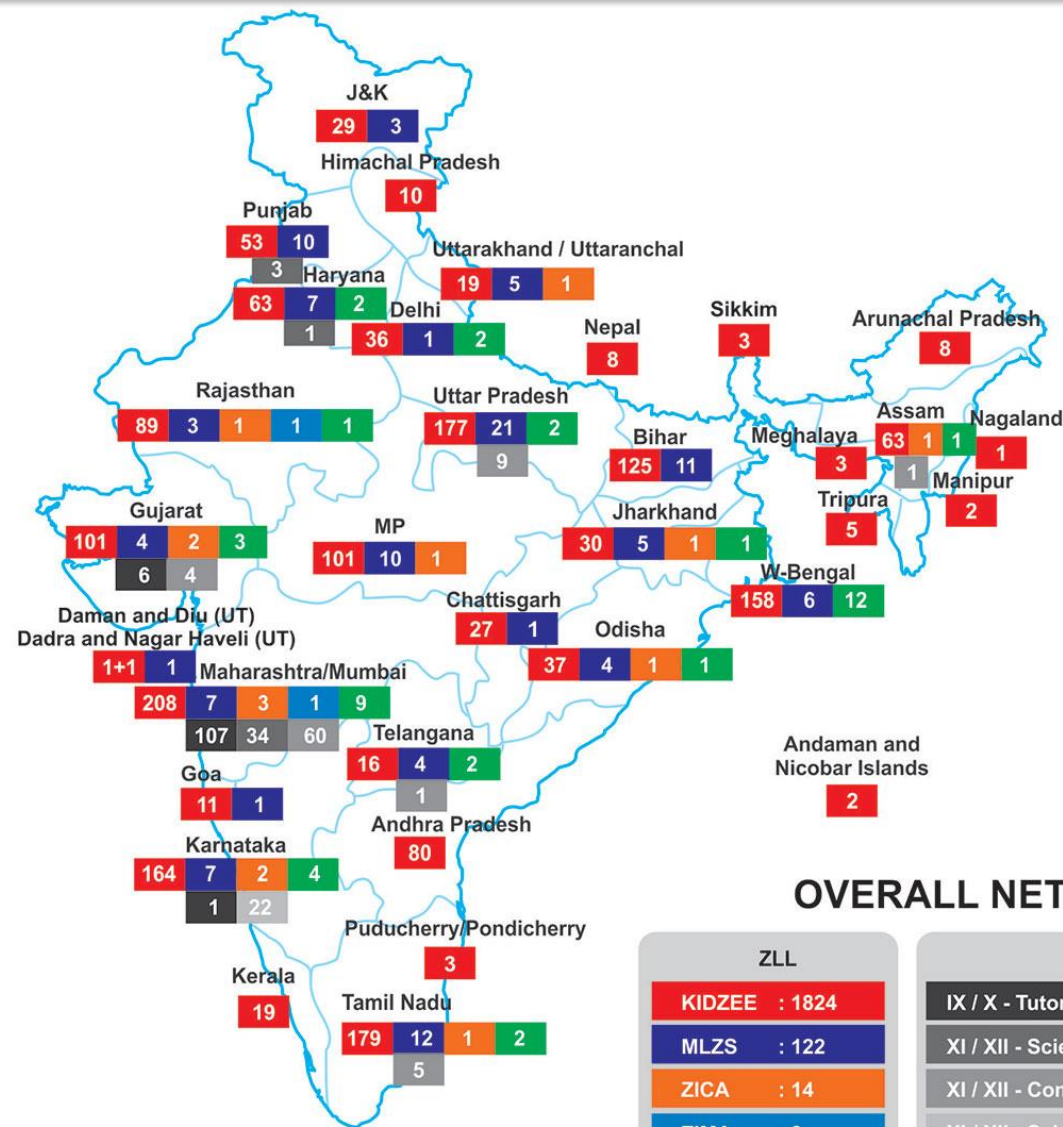 J&K
29 3
Himachal Pradesh
10
Punjab
53 10
3
Haryana
63 7 2
1
Uttarakhand / Uttaranchal
19 5 1
Delhi
36 1 2
Nepal
8
Sikkim
3
Arunachal Pradesh
8
Rajasthan
89 3 1 1 1
Uttar Pradesh
177 21 2
9
Bihar
125 11
Meghalaya
3
Assam
63 1 1
1
Nagaland
1
Manipur
2
Tripura
5
Gujarat
101 4 2 3
6 4
MP
101 10 1
Jharkhand
30 5 1 1
W-Bengal
158 6 12
Chattisgarh
27 1
Odisha
37 4 1 1
Daman and Diu (UT)
Dadra and Nagar Haveli (UT)
1+1 1
Maharashtra/Mumbai
208 7 3 1 9
107 34 60
Telangana
16 4 2
1
Goa
11 1
Andhra Pradesh
80
Andaman and
Nicobar Islands
2
Karnataka
164 7 2 4
1 22
Puducherry/Pondicherry
3
Kerala
19
Tamil Nadu
179 12 1 2
5
OVERALL NET
ZLL
KIDZEE : 1824
MLZS : 122
ZICA : 14
IX / X - Tutor
XI / XII - Scie
XI / XII - Con